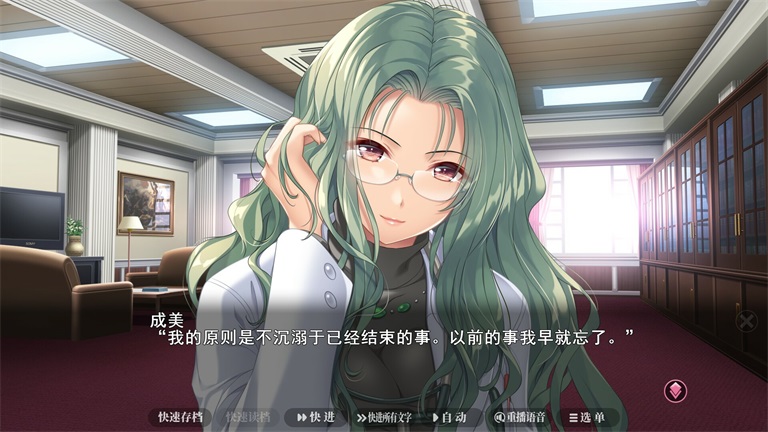 成美
“我的原则是不沉溺于已经结束的事。以前的事我早就忘了。”
快速存档 快速读档 快进 快进所有文字 自动 重播语音 选单